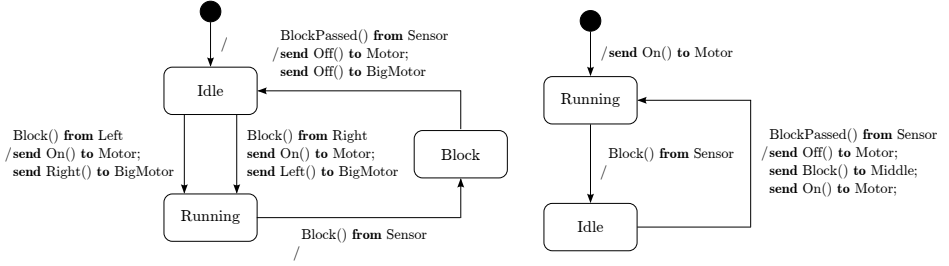 /
BlockPassed() from Sensor
/send Off() to Motor;
send Off() to BigMotor
Idle
Block() from Left
/send On() to Motor;
send Right() to BigMotor
Block() from Right
send On() to Motor;
send Left() to BigMotor
Block
Running
Block() from Sensor
/
/send On() to Motor
Running
Block() from Sensor
/
BlockPassed() from Sensor
/send Off() to Motor;
send Block() to Middle;
send On() to Motor;
Idle